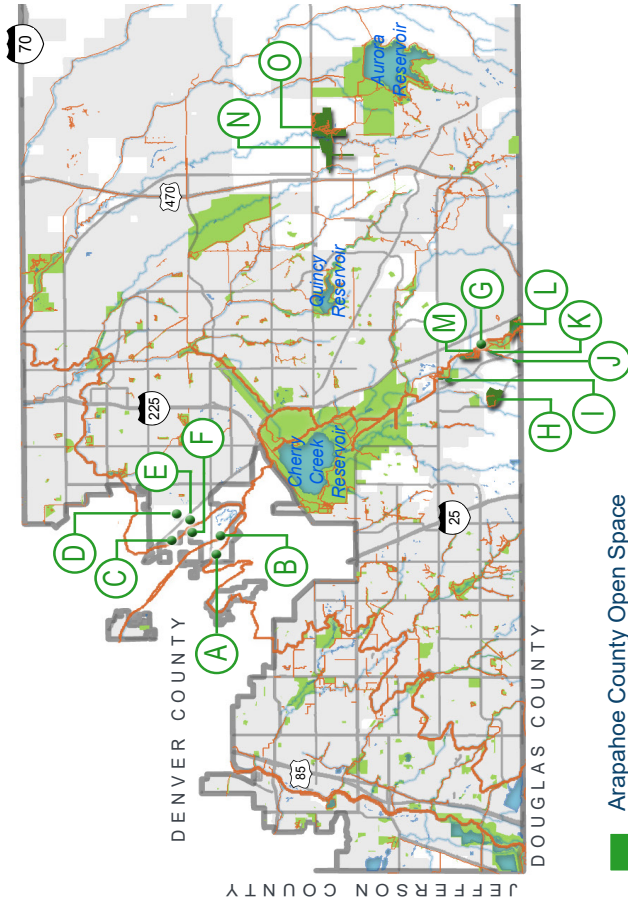 70
470
225
25
85
Aurora
Reservoir
Quincy
Reservoir
Cherry
Creek
Reservoir
O
N
M
G
L
K
J
I
H
F
E
D
C
B
A
DENVER COUNTY
DOUGLAS COUNTY
JEFFERSON COUNTY
Arapahoe County Open Space